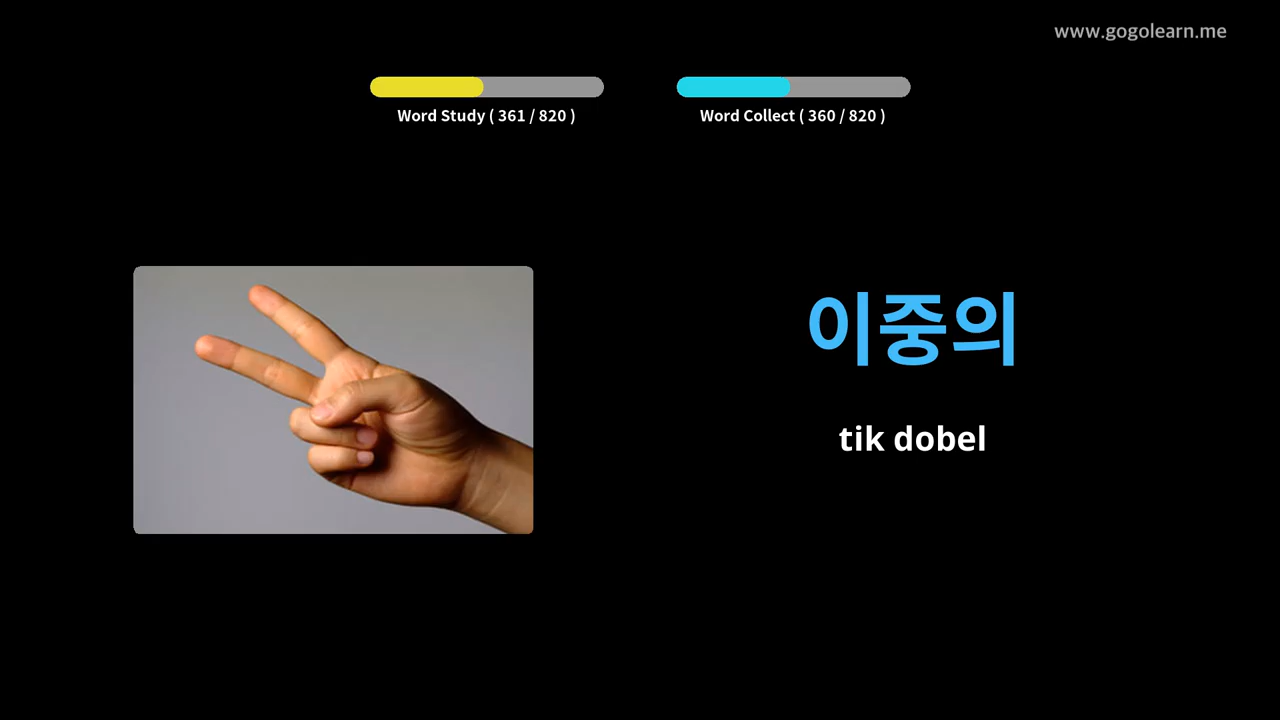 www.gogolearn.me
Word Study ( 361 / 820 )
Word Collect ( 360 / 820 )
이중의
tik dobel